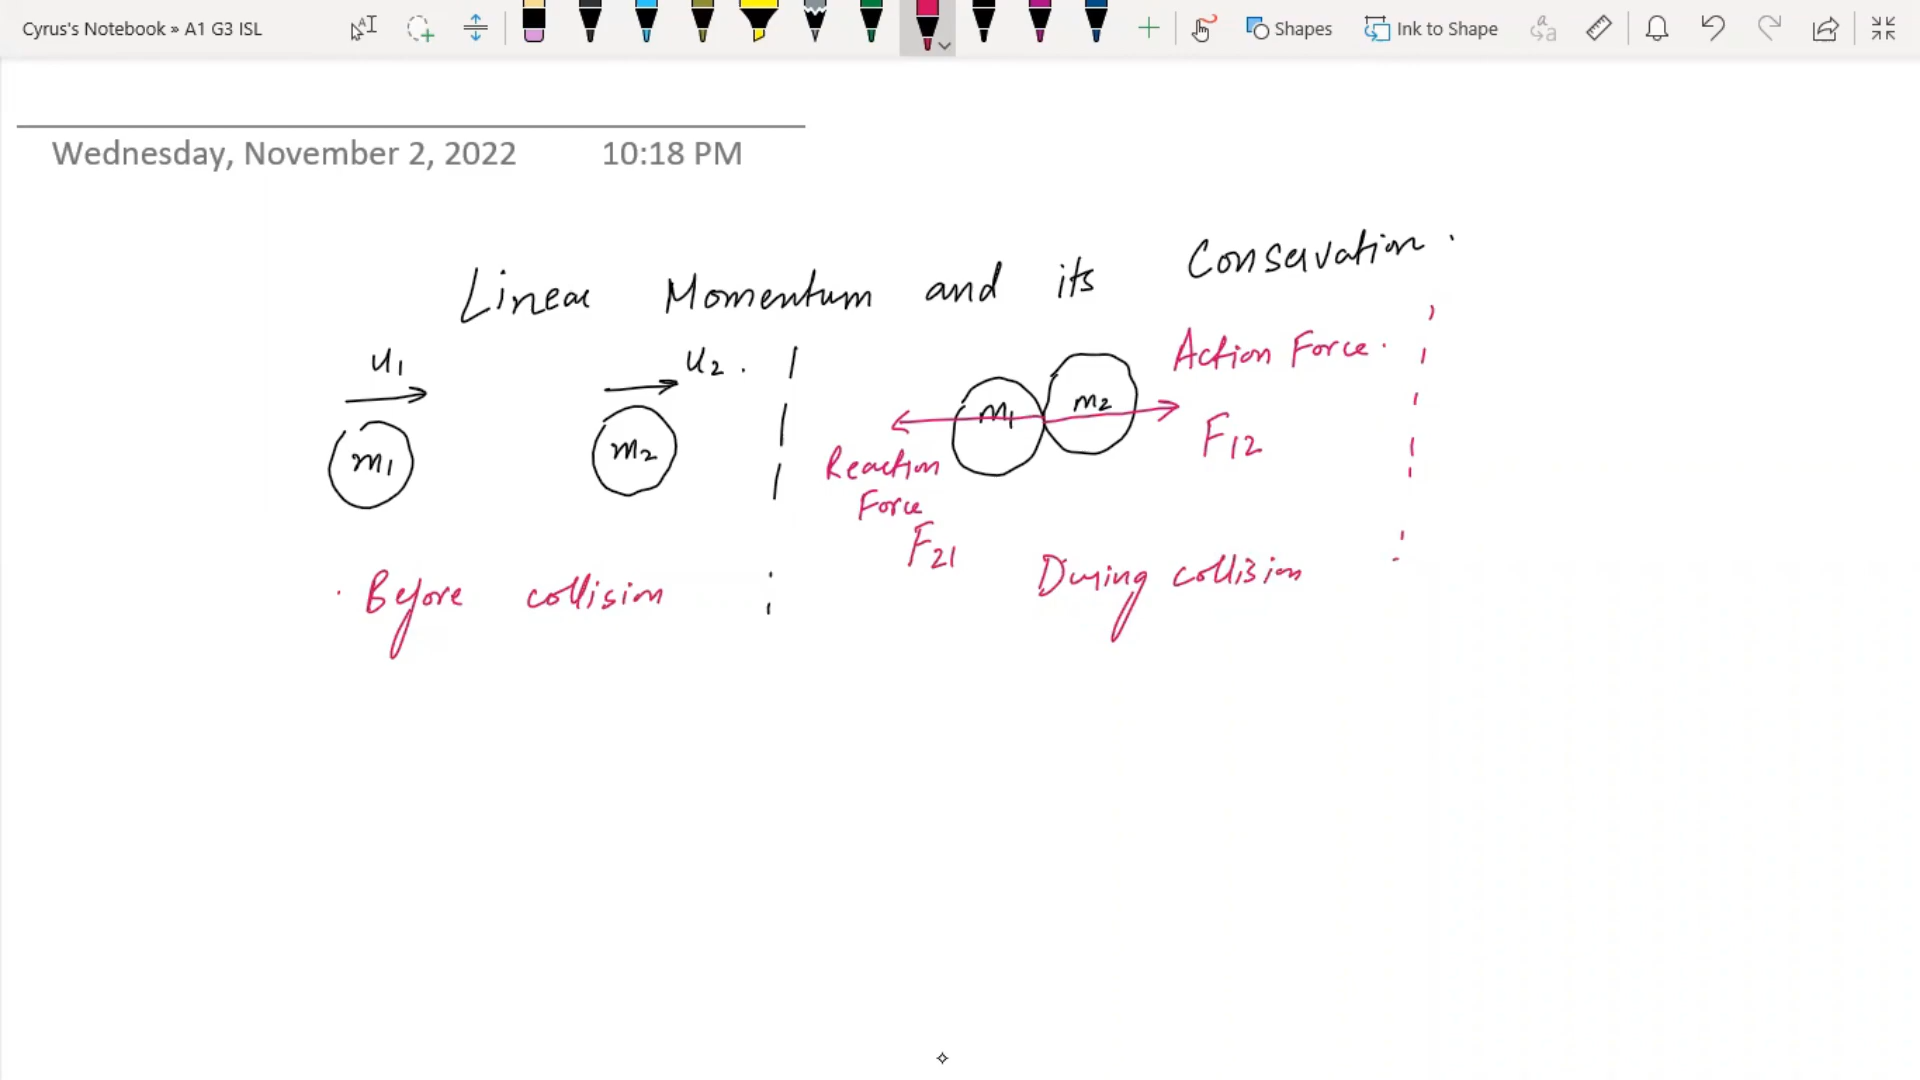 Cyrus's Notebook » A1 G3 ISL
Shapes
Ink to Shape
Wednesday, November 2, 2022 10:18 PM
Linear Momentum and its Conservation.
u1
u2.
m1
m2
Before collision
m1
m2
Action Force.
F12
Reaction
Force
F21
During collision